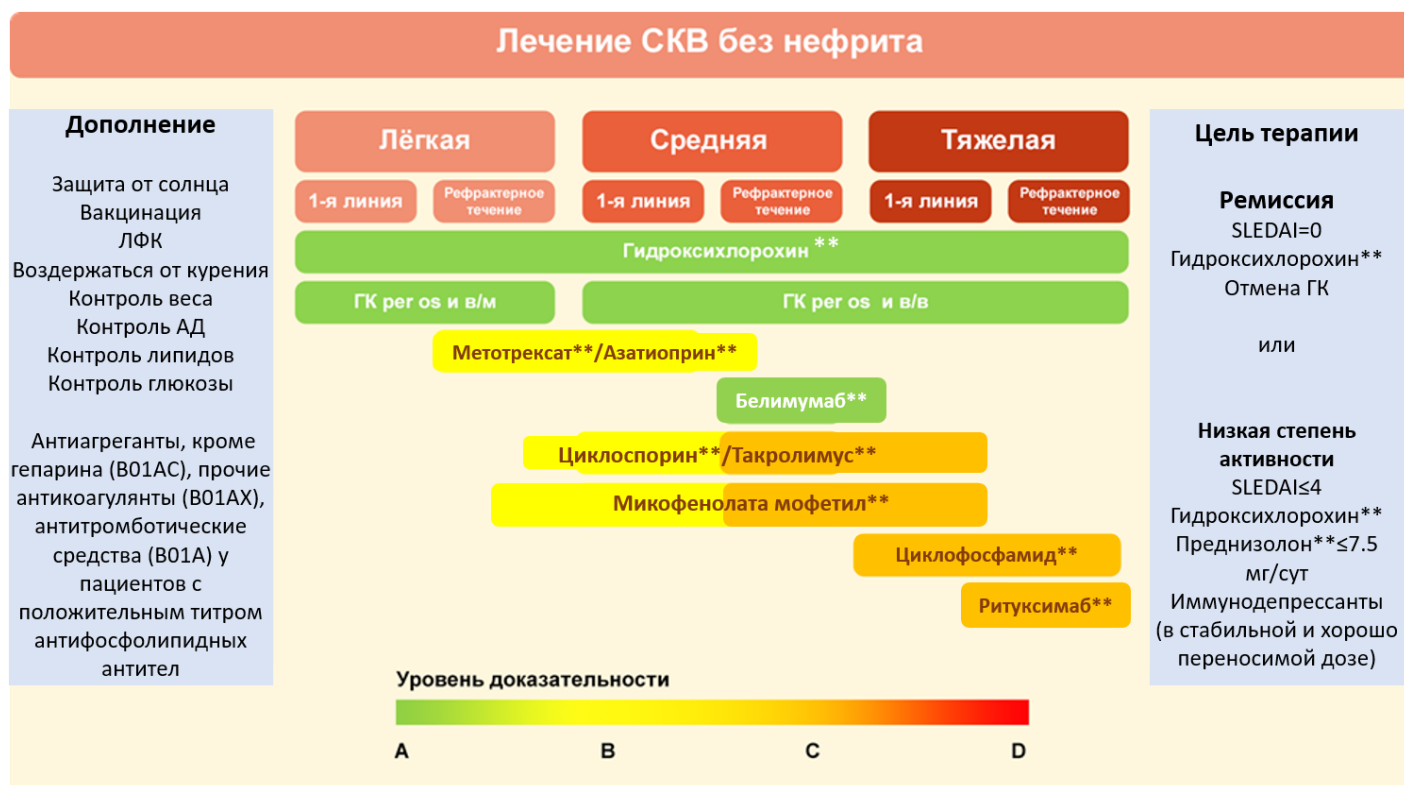 Лечение СКВ без нефрита
Дополнение
Защита от солнца
Вакцинация
ЛФК
Воздержаться от курения
Контроль веса
Контроль АД
Контроль липидов
Контроль глюкозы
Антиагреганты, кроме
гепарина (B01AC), прочие
антикоагулянты (B01AX),
антитромботические
средства (B01A) у
пациентов с
положительным титром
антифосфолипидных
антител
Лёгкая
Средняя
Тяжелая
1-я линия
Рефрактерное
течение
1-я линия
Рефрактерное
течение
1-я линия
Рефрактерное
течение
Гидроксихлорохин **
ГК per os и в/м
ГК per os и в/в
Метотрексат**/Азатиоприн**
Белимумаб**
Циклоспорин**/Такролимус**
Микофенолата мофетил**
Циклофосфамид**
Ритуксимаб**
Уровень доказательности
A
B
C
D
Цель терапии
Ремиссия
SLEDAI=0
Гидроксихлорохин**
Отмена ГК
или
Низкая степень
активности
SLEDAI≤4
Гидроксихлорохин**
Преднизолон**≤7.5
мг/сут
Иммунодепрессанты
(в стабильной и хорошо
переносимой дозе)